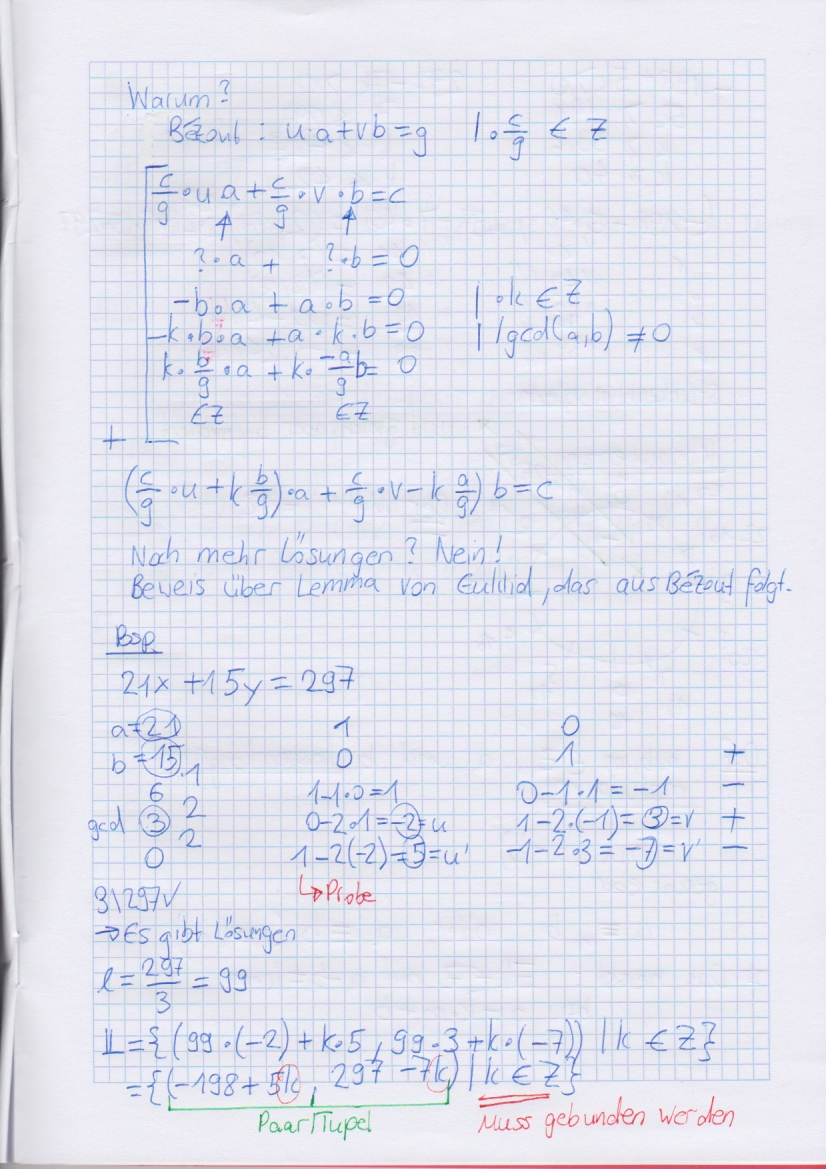 Warum?
Bézout: u·a+vb=g |·c/g ∈ Z
c/g·u a+c/g·v·b=c
?·a + ?·b=0
-b·a + a·b=0 |·k∈Z
-k·b·a +a·k·b=0 | /gcd(a,b) ≠0
k·b/g·a + k·-a/g b= 0
∈Z ∈Z
+
(c/g·u+k b/g)·a + c/g·v-k a/g) b=c
Noch mehr Lösungen? Nein!
Beweis über Lemma von Euklid, das aus Bézout folgt.
Bsp.
21x+15y=297
a=21 1 0
b=15 0 1 +
·1
6 1-1·0=1 0-1·1=-1 -
2
gcd 3 0-2·1=-2=u 1-2·(-1)=3=v +
2
0 1-2(-2)=5=u' -1-2·3=-7=v' -
↳Probe
3\297✓
→Es gibt Lösungen
l=297/3=99
𝕃={(99·(-2)+k·5, 99·3+k·(-7)) |k∈Z}
={(-198+5k, 297-7k) |k∈Z}
Paar/Tupel Muss gebunden werden